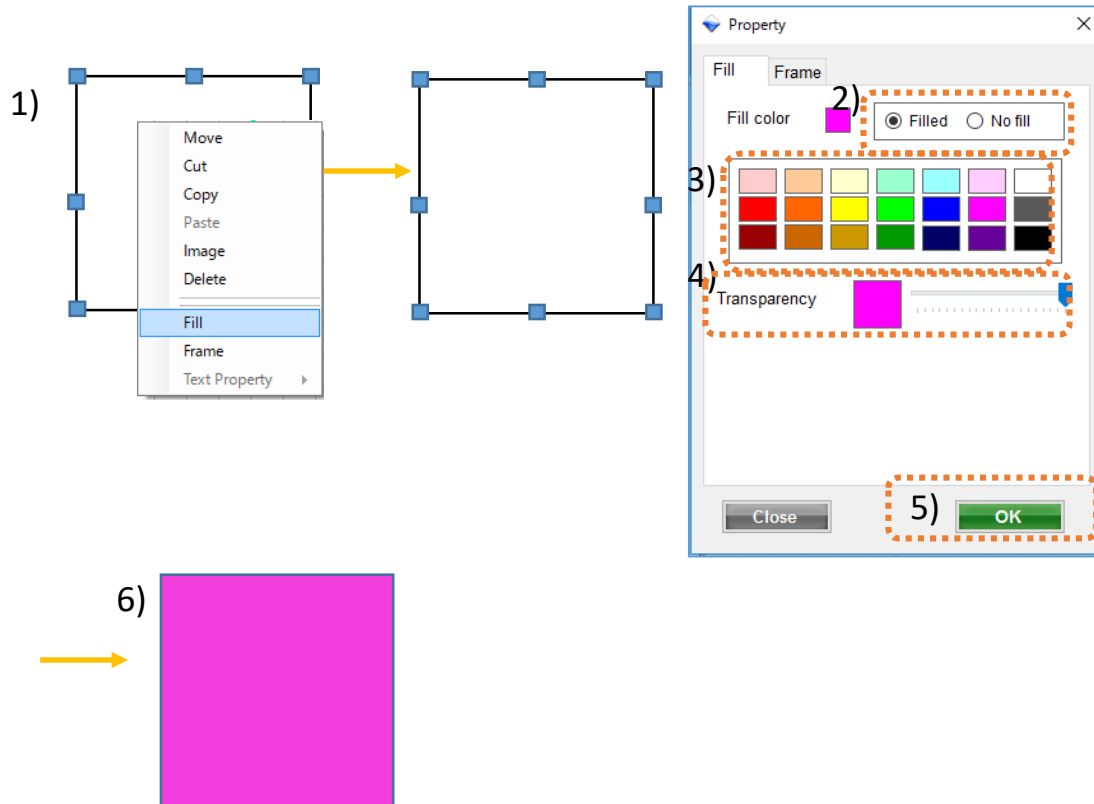 1)
Move
Cut
Copy
Paste
Image
Delete
Fill
Frame
Text Property
Property
Fill Frame
Fill color
2)
Filled No fill
3)
4)
Transparency
Close
5)
OK
6)